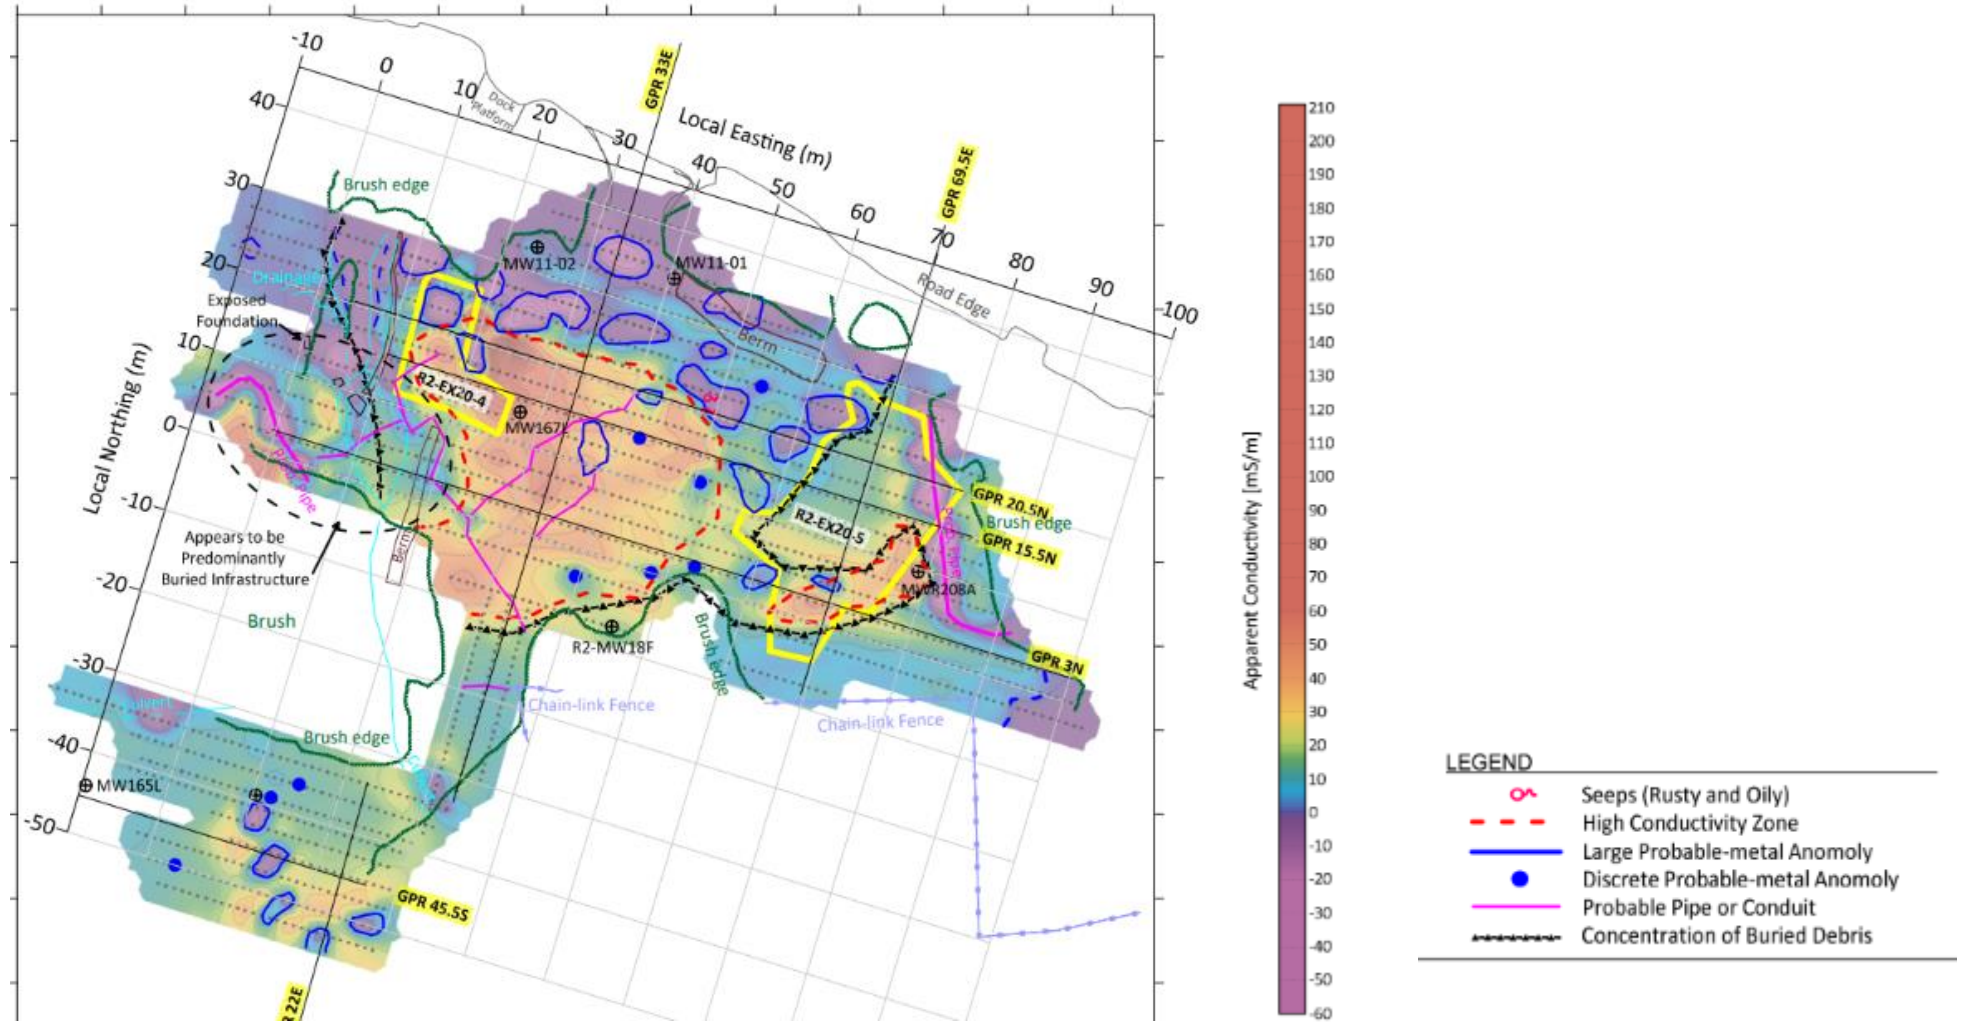 -10
0
10
20
30
40
50
60
70
80
90
100
Local Easting (m)
Dock
Platform
GPR 33E
GPR 69.5E
Road Edge
40
30
20
10
0
-10
-20
-30
-40
-50
Local Northing (m)
Brush edge
MW11-02
MW11-01
Drainage
Exposed
Foundation
Berm
R2-EX20-4
MW167L
Pipe
R2-EX20-5
GPR 20.5N
Brush edge
GPR 15.5N
Appears to be
Predominantly
Buried Infrastructure
Berm
MWR208A
Brush
R2-MW18F
Brush edge
GPR 3N
Chain-link Fence
Chain-link Fence
Brush edge
MW165L
GPR 45.5S
22E
Apparent Conductivity [mS/m]
210
200
190
180
170
160
150
140
130
120
110
100
90
80
70
60
50
40
30
20
10
0
-10
-20
-30
-40
-50
-60
LEGEND
Seeps (Rusty and Oily)
High Conductivity Zone
Large Probable-metal Anomoly
Discrete Probable-metal Anomoly
Probable Pipe or Conduit
Concentration of Buried Debris